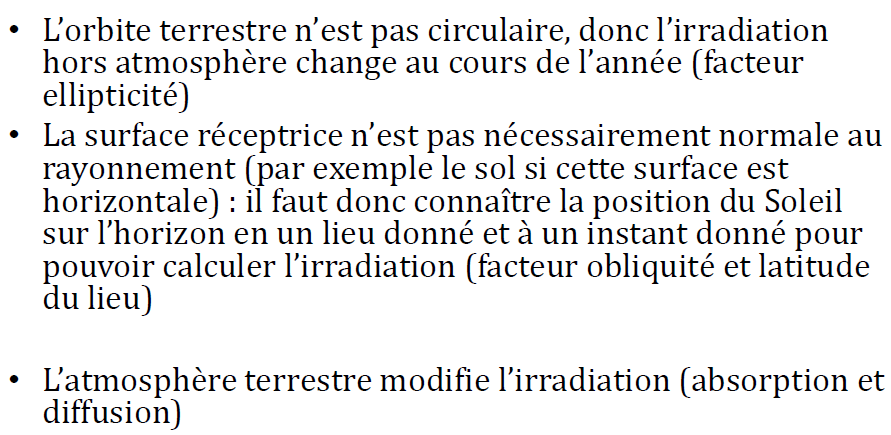 • L’orbite terrestre n’est pas circulaire, donc l’irradiation
hors atmosphère change au cours de l’année (facteur
ellipticité)
• La surface réceptrice n’est pas nécessairement normale au
rayonnement (par exemple le sol si cette surface est
horizontale) : il faut donc connaître la position du Soleil
sur l’horizon en un lieu donné et à un instant donné pour
pouvoir calculer l’irradiation (facteur obliquité et latitude
du lieu)
• L’atmosphère terrestre modifie l’irradiation (absorption et
diffusion)